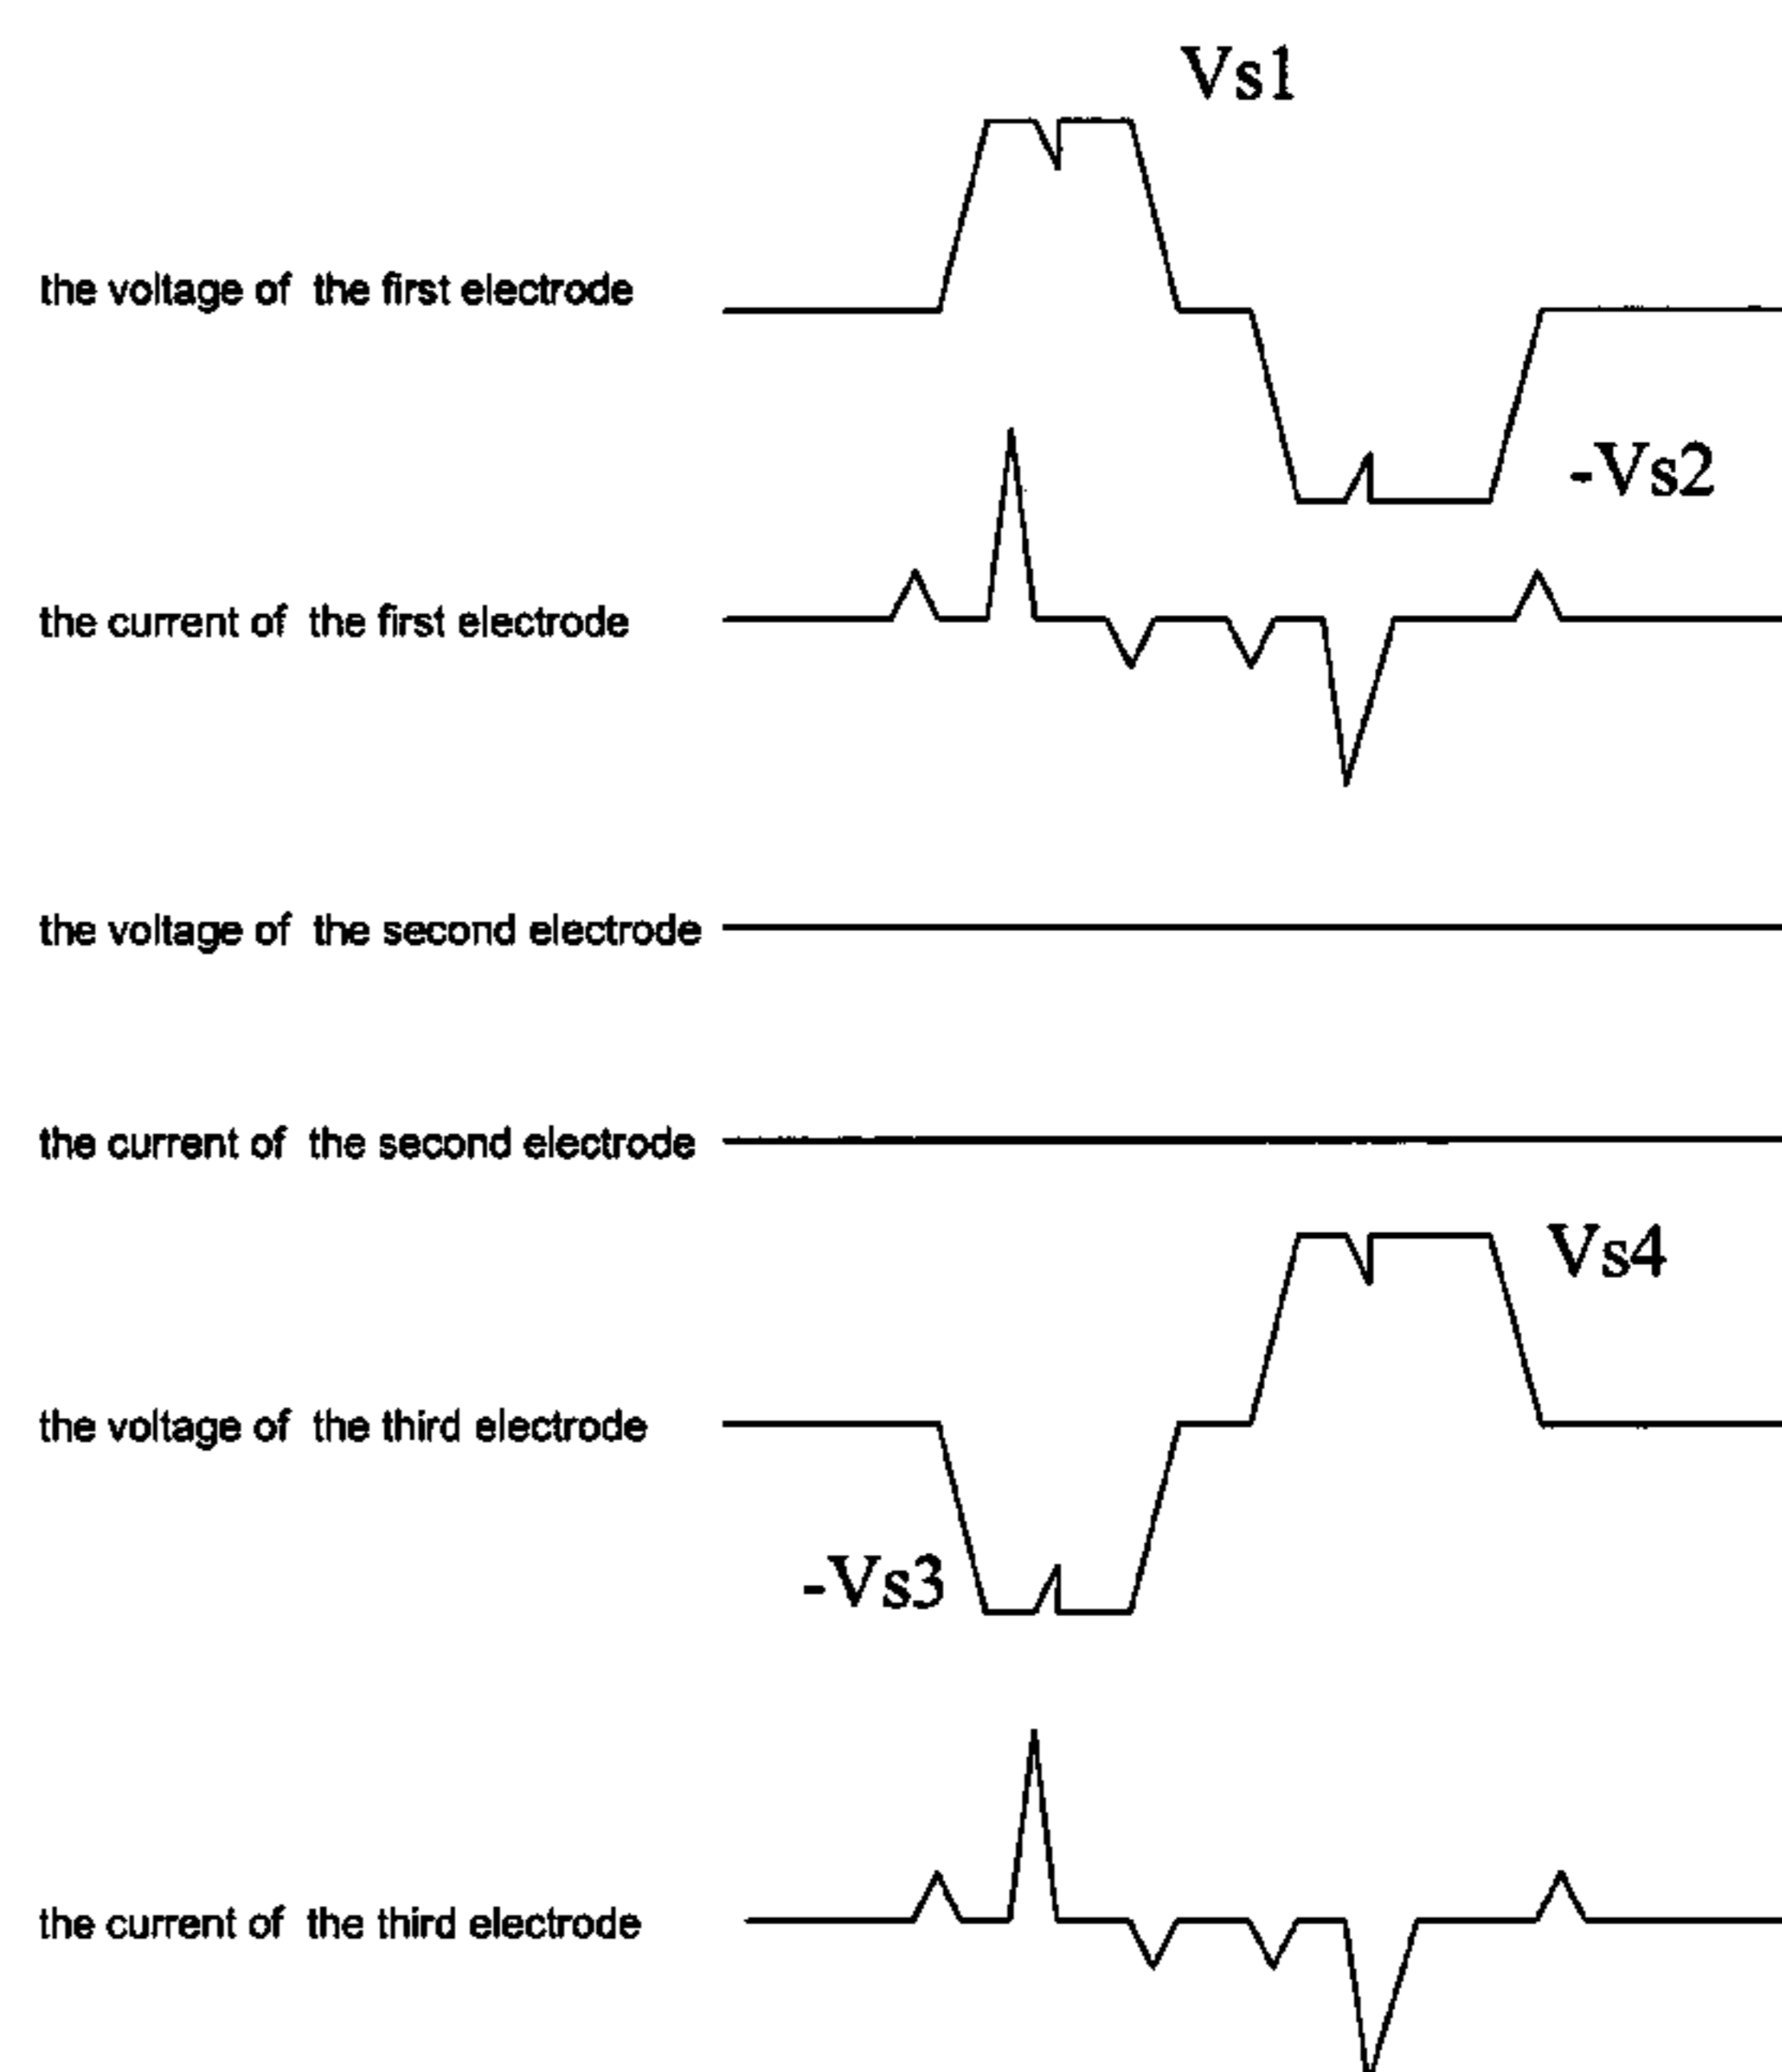 Vs1
the voltage of the first electrode
-Vs2
the current of the first electrode
the voltage of the second electrode
the current of the second electrode
Vs4
the voltage of the third electrode
-Vs3
the current of the third electrode